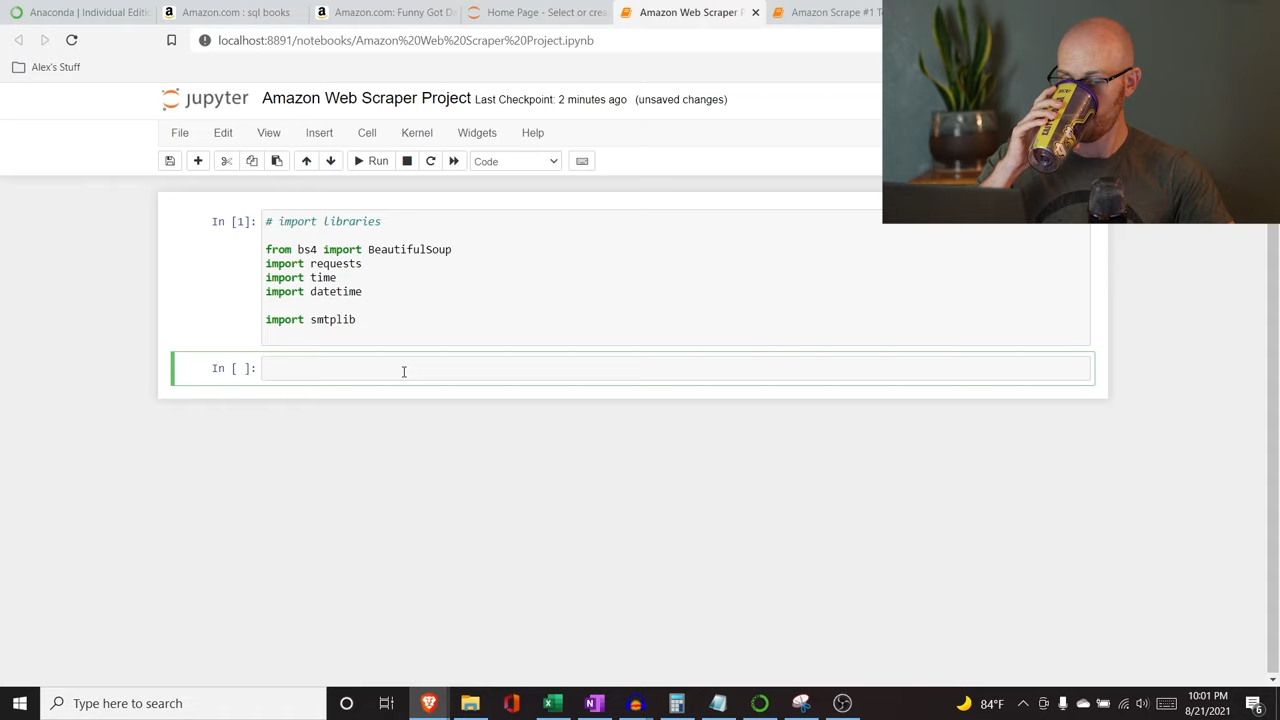 Anaconda | Individual Editi
Amazon.com : sql books
Amazon.com: Funny Got Da
Home Page - Select or crea
Amazon Web Scraper P
Amazon Scrape #1 T
localhost:8891/notebooks/Amazon%20Web%20Scraper%20Project.ipynb
Alex's Stuff
jupyter Amazon Web Scraper Project Last Checkpoint: 2 minutes ago (unsaved changes)
File Edit View Insert Cell Kernel Widgets Help
Run Code
In [1]: # import libraries
from bs4 import BeautifulSoup
import requests
import time
import datetime
import smtplib
In [ ]:
Type here to search
84°F
10:01 PM
8/21/2021
6